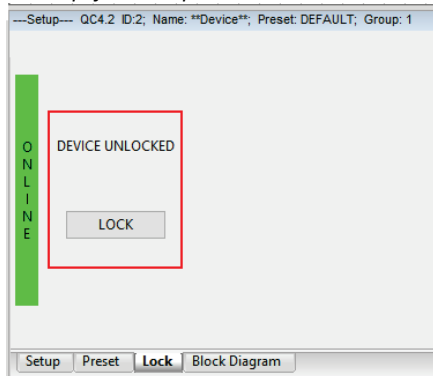 ---Setup--- QC4.2 ID:2; Name: **Device**; Preset: DEFAULT; Group: 1
ONLINE
DEVICE UNLOCKED
LOCK
Setup Preset Lock Block Diagram